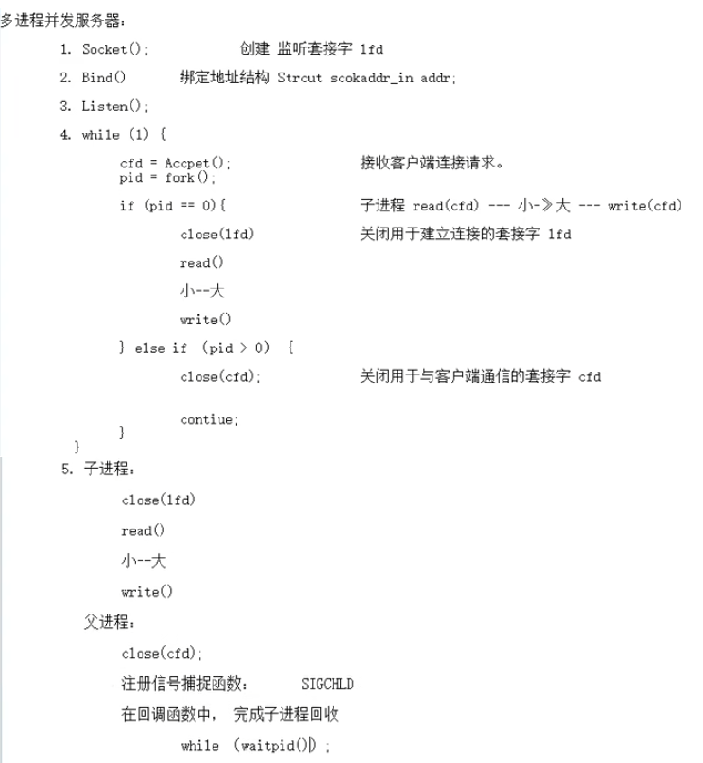 多进程并发服务器：
1. Socket(); 创建 监听套接字 lfd
2. Bind() 绑定地址结构 Strcut scokaddr_in addr;
3. Listen();
4. while (1) {
cfd = Accpet(); 接收客户端连接请求。
pid = fork();
if (pid == 0){ 子进程 read(cfd) --- 小-》大 --- write(cfd)
close(lfd) 关闭用于建立连接的套接字 lfd
read()
小--大
write()
} else if （pid > 0） {
close(cfd); 关闭用于与客户端通信的套接字 cfd
contiue;
}
}
5. 子进程：
close(lfd)
read()
小--大
write()
父进程：
close(cfd);
注册信号捕捉函数： SIGCHLD
在回调函数中， 完成子进程回收
while （waitpid()）;